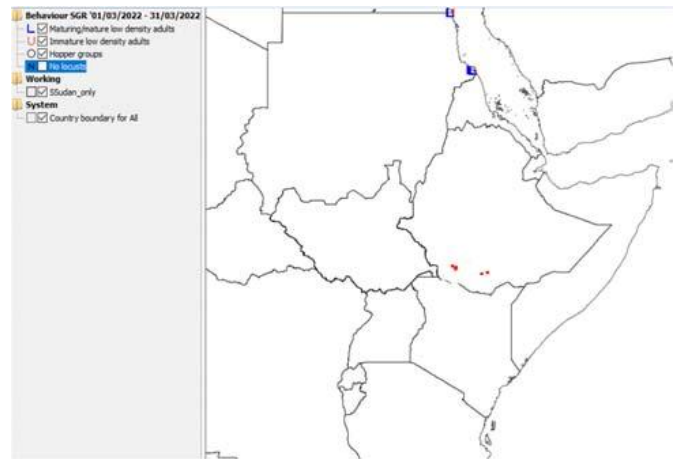 Behaviour SGR '01/03/2022 - 31/03/2022
Maturing/mature low density adults
Immature low density adults
Hopper groups
No locusts
Working
SSudan_only
System
Country boundary for All